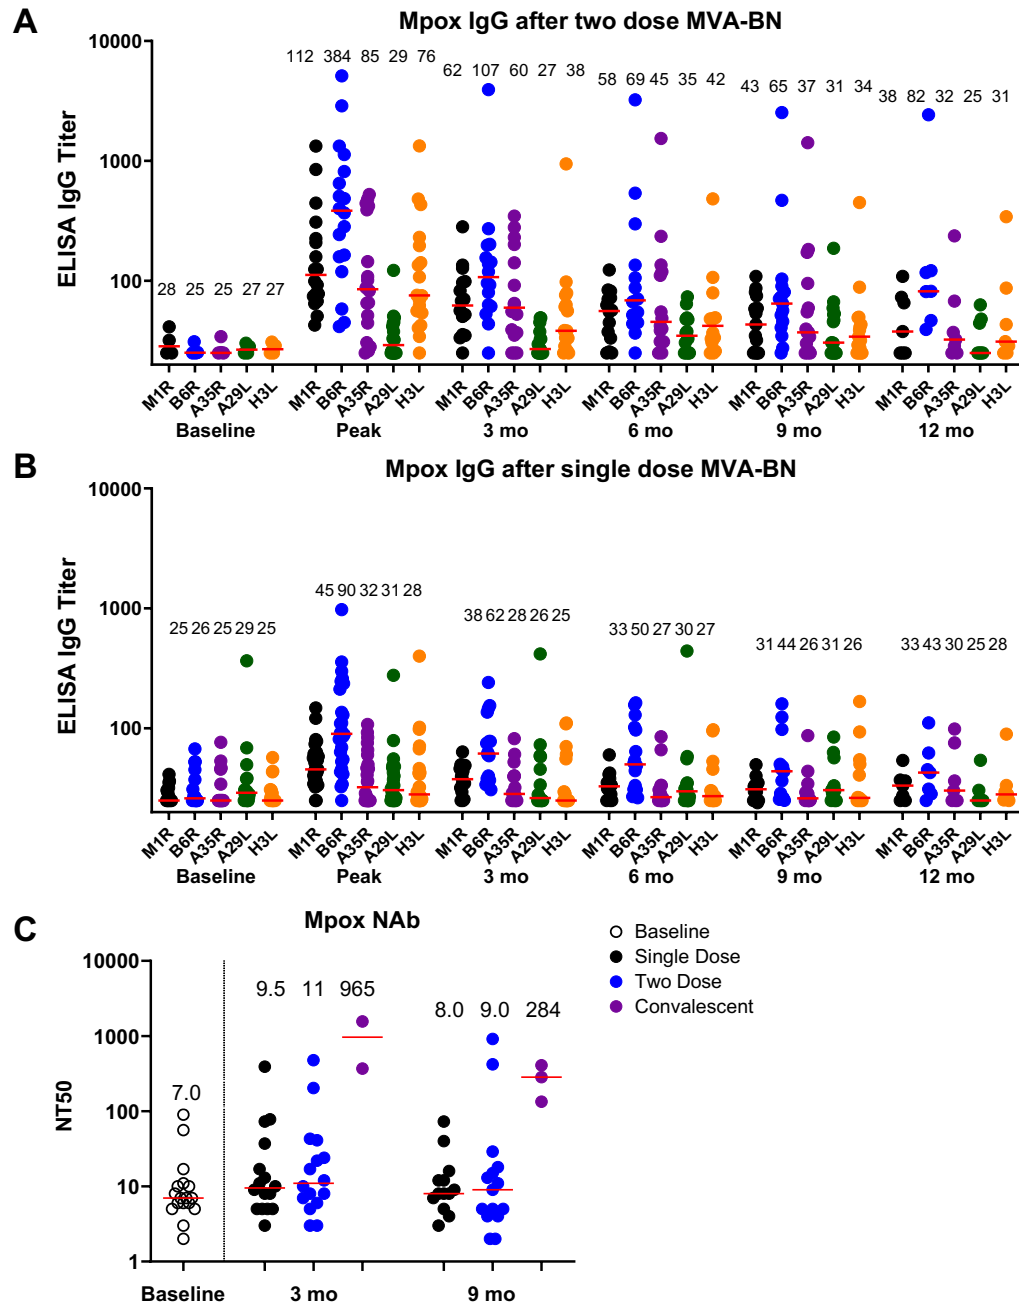 A
Mpox IgG after two dose MVA-BN
ELISA IgG Titer
10000
1000
100
112 384 85 29 76
62 107 60 27 38
58 69 45 35 42
43 65 37 31 34
38 82 32 25 31
28 25 25 27 27
M1R B6R A35R A29L H3L M1R B6R A35R A29L H3L M1R B6R A35R A29L H3L M1R B6R A35R A29L H3L M1R B6R A35R A29L H3L M1R B6R A35R A29L H3L
Baseline Peak 3 mo 6 mo 9 mo 12 mo
B
Mpox IgG after single dose MVA-BN
ELISA IgG Titer
10000
1000
100
25 26 25 29 25
45 90 32 31 28
38 62 28 26 25
33 50 27 30 27
31 44 26 31 26
33 43 30 25 28
M1R B6R A35R A29L H3L M1R B6R A35R A29L H3L M1R B6R A35R A29L H3L M1R B6R A35R A29L H3L M1R B6R A35R A29L H3L M1R B6R A35R A29L H3L
Baseline Peak 3 mo 6 mo 9 mo 12 mo
C
Mpox NAb
NT50
10000
1000
100
10
1
7.0
9.5 11 965
8.0 9.0 284
Baseline 3 mo 9 mo
Baseline
Single Dose
Two Dose
Convalescent